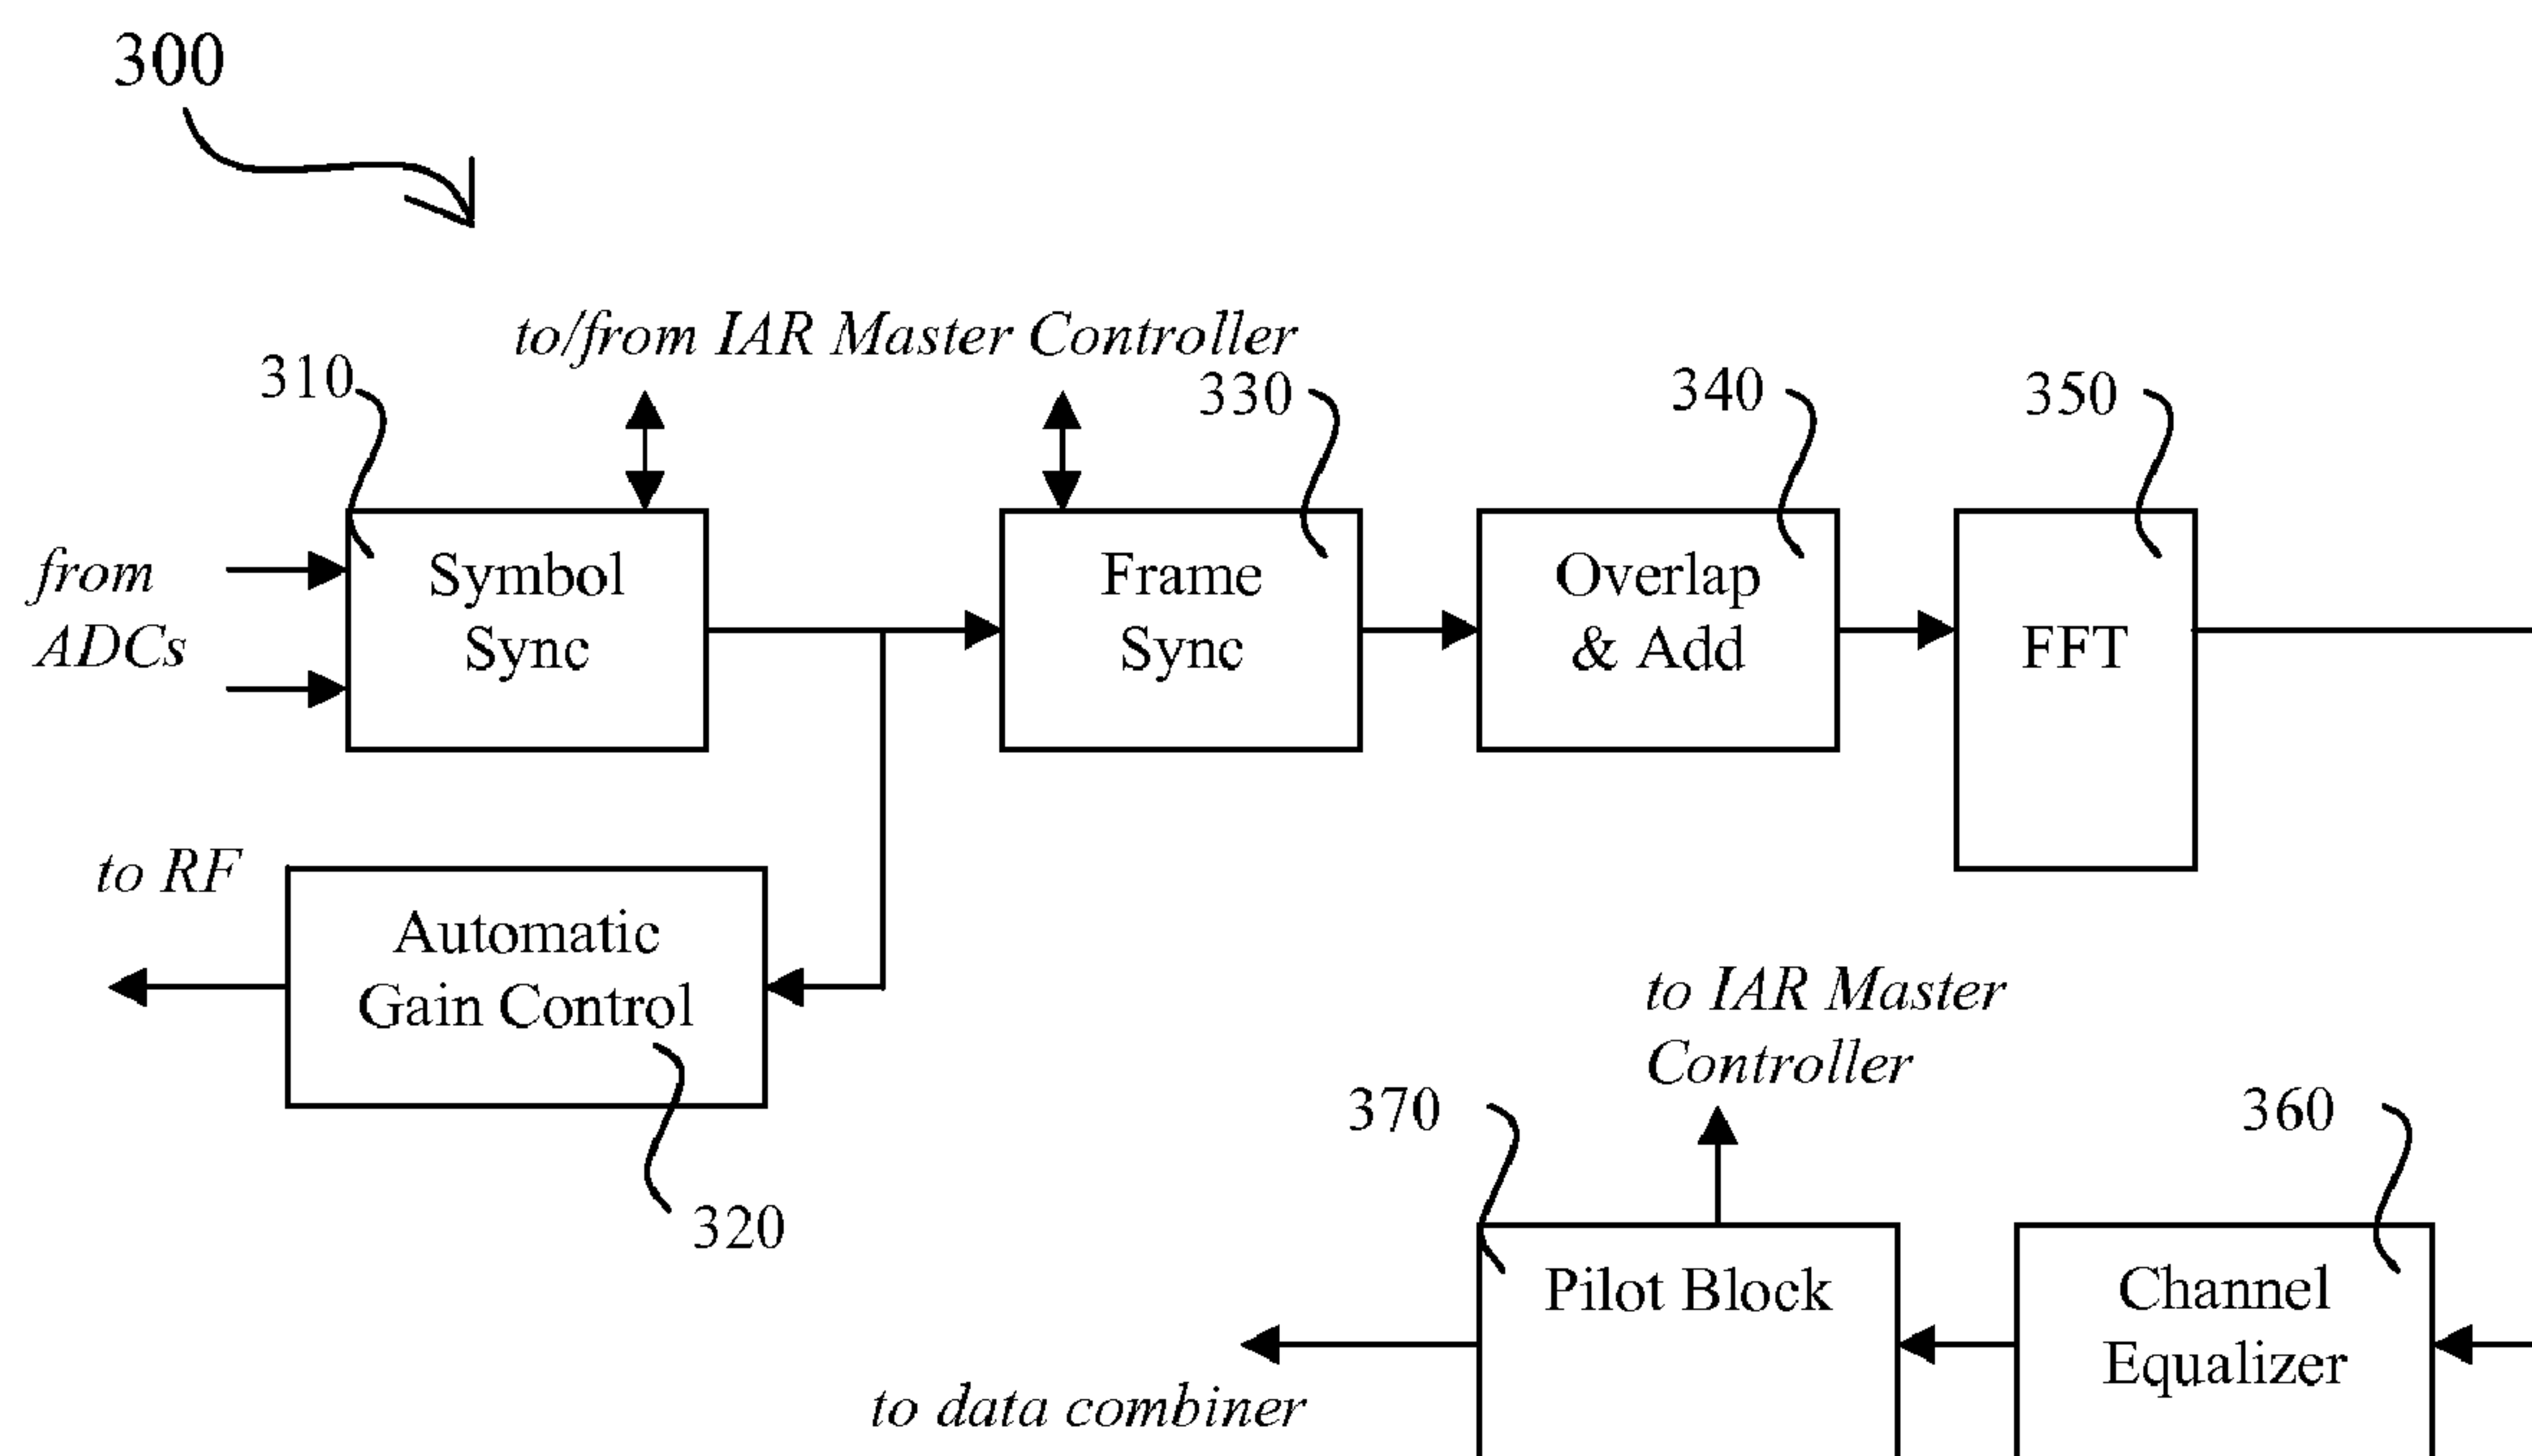 300
to/from IAR Master Controller
310
330
340
350
from
ADCs
Symbol
Sync
Frame
Sync
Overlap
& Add
FFT
to RF
Automatic
Gain Control
320
to IAR Master
Controller
370
360
Pilot Block
Channel
Equalizer
to data combiner